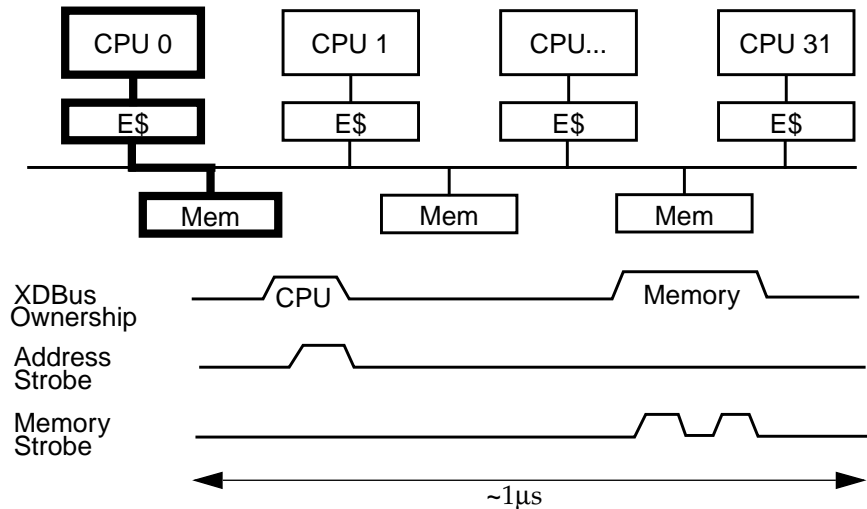 CPU 0 CPU 1 CPU... CPU 31
E$ E$ E$ E$
Mem Mem Mem
XDBus
Ownership
CPU Memory
Address
Strobe
Memory
Strobe
~1µs